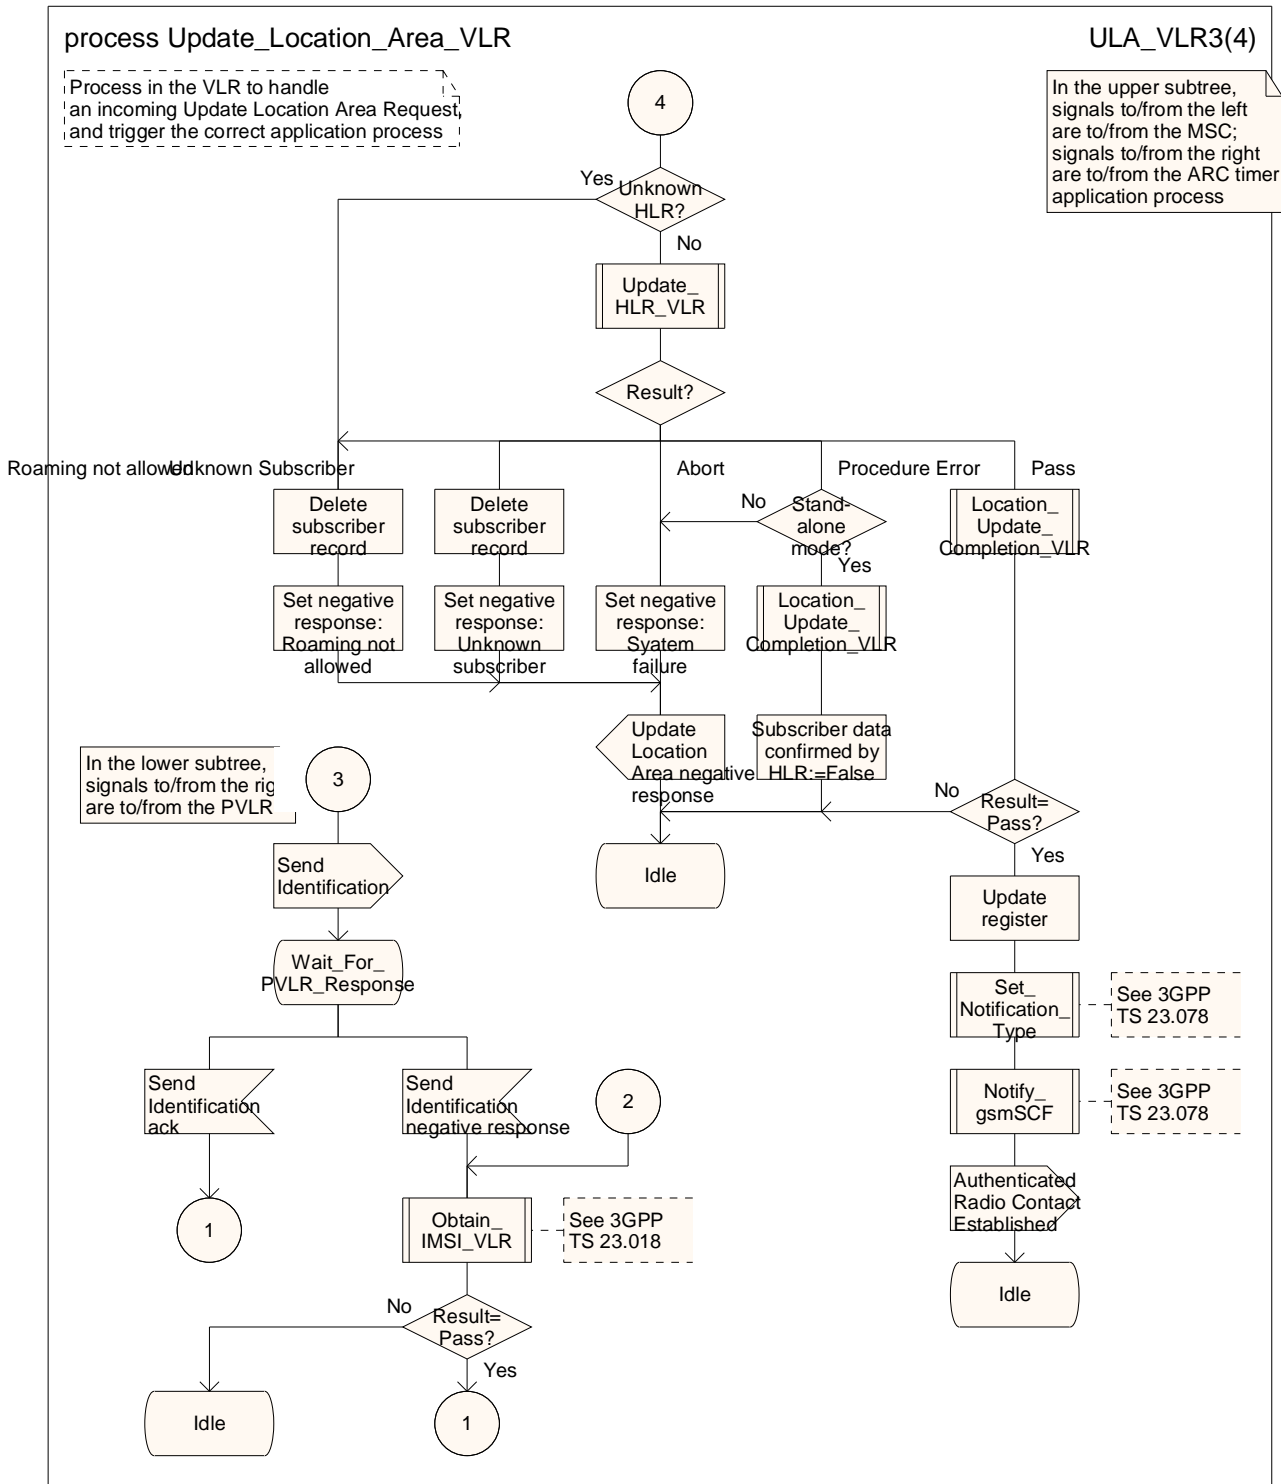 process Update_Location_Area_VLR
ULA_VLR3(4)
Process in the VLR to handle
an incoming Update Location Area Request
and trigger the correct application process
4
In the upper subtree,
signals to/from the left
are to/from the MSC;
signals to/from the right
are to/from the ARC timer
application process
Yes
Unknown
HLR?
No
Update_
HLR_VLR
Result?
Roaming not allowed
Unknown Subscriber
Abort
Procedure Error
Pass
Delete
subscriber
record
Delete
subscriber
record
No
Stand-
alone
mode?
Yes
Location_
Update_
Completion_VLR
Set negative
response:
Roaming not
allowed
Set negative
response:
Unknown
subscriber
Set negative
response:
Syatem
failure
Location_
Update_
Completion_VLR
Update
Location
Area negative
response
Subscriber data
confirmed by
HLR:=False
In the lower subtree,
signals to/from the rig
are to/from the PVLR
3
No
Result=
Pass?
Yes
Send
Identification
Idle
Update
register
Wait_For_
PVLR_Response
Set_
Notification_
Type
See 3GPP
TS 23.078
Send
Identification
ack
Send
Identification
negative response
2
Notify_
gsmSCF
See 3GPP
TS 23.078
1
Obtain_
IMSI_VLR
See 3GPP
TS 23.018
Authenticated
Radio Contact
Established
Idle
No
Result=
Pass?
Yes
Idle
1